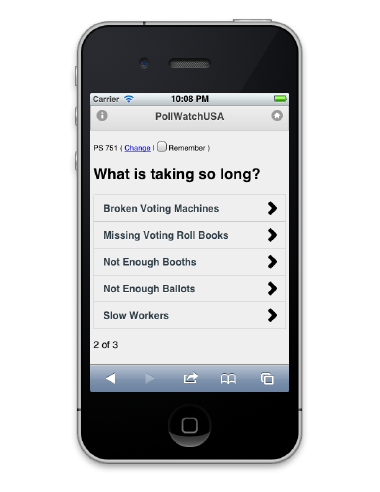 Carrier 10:08 PM
PollWatchUSA
PS 751 ( Change | Remember )
What is taking so long?
Broken Voting Machines
Missing Voting Roll Books
Not Enough Booths
Not Enough Ballots
Slow Workers
2 of 3